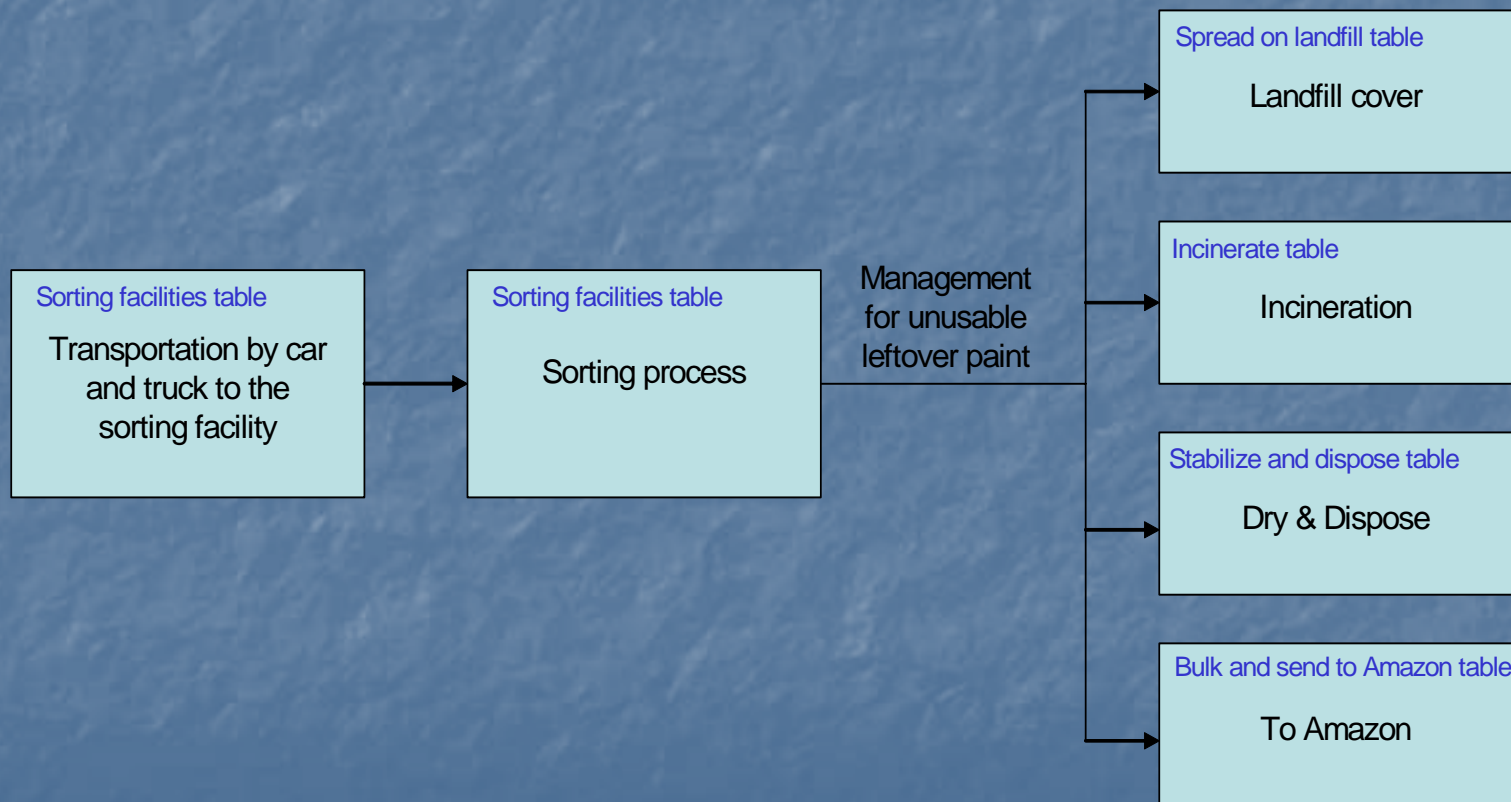 Sorting facilities table
Transportation by car
and truck to the
sorting facility
Sorting facilities table
Sorting process
Management
for unusable
leftover paint
Spread on landfill table
Landfill cover
Incinerate table
Incineration
Stabilize and dispose table
Dry & Dispose
Bulk and send to Amazon table
To Amazon